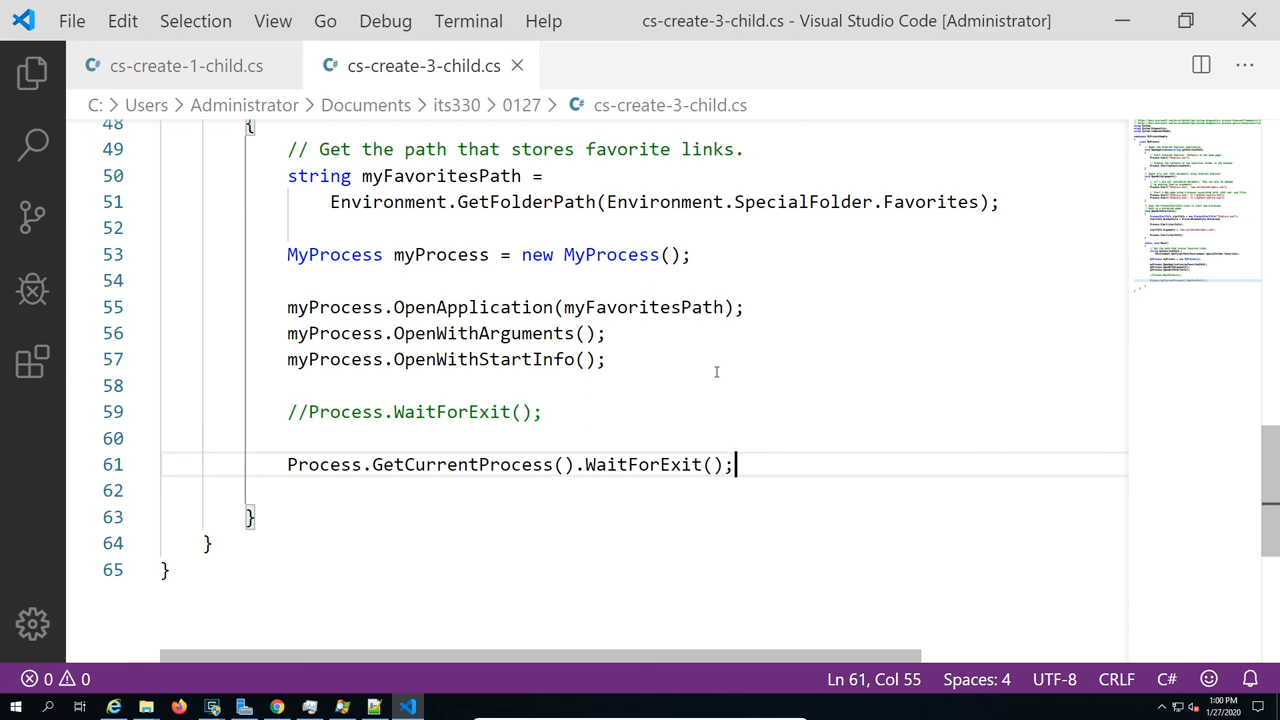 File Edit Selection View Go Debug Terminal Help cs-create-3-child.cs - Visual Studio Code [Administrator]
cs-create-1-child.cs cs-create-3-child.cs
C: > Users > Administrator > Documents > its330 > 0127 > cs-create-3-child.cs
48 {
49 // Get the path that stores favorite links.
50 string myFavoritesPath =
51 Environment.GetFolderPath(Environment.SpecialFolder.Favorites);
52
53 MyProcess myProcess = new MyProcess();
54
55 myProcess.OpenApplication(myFavoritesPath);
56 myProcess.OpenWithArguments();
57 myProcess.OpenWithStartInfo();
58
59 //Process.WaitForExit();
60
61 Process.GetCurrentProcess().WaitForExit();
62
63 }
64 }
65 }
0 0 Ln 61, Col 55 Spaces: 4 UTF-8 CRLF C#
1:00 PM
1/27/2020